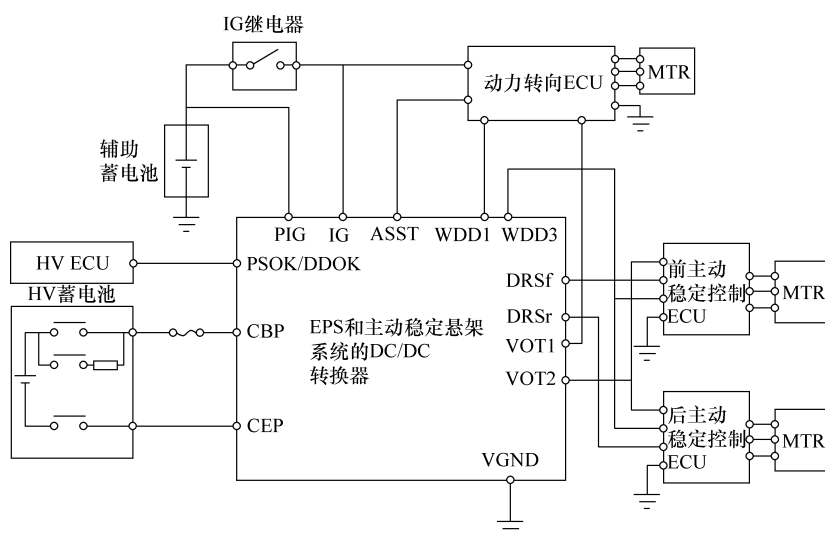 IG继电器
动力转向ECU
MTR
辅助
蓄电池
PIG
IG
ASST
WDD1
WDD3
HV ECU
PSOK/DDOK
HV蓄电池
CBP
CEP
EPS和主动稳定悬架
系统的DC/DC
转换器
DRSf
DRSr
VOT1
VOT2
VGND
前主动
稳定控制
ECU
MTR
后主动
稳定控制
ECU
MTR